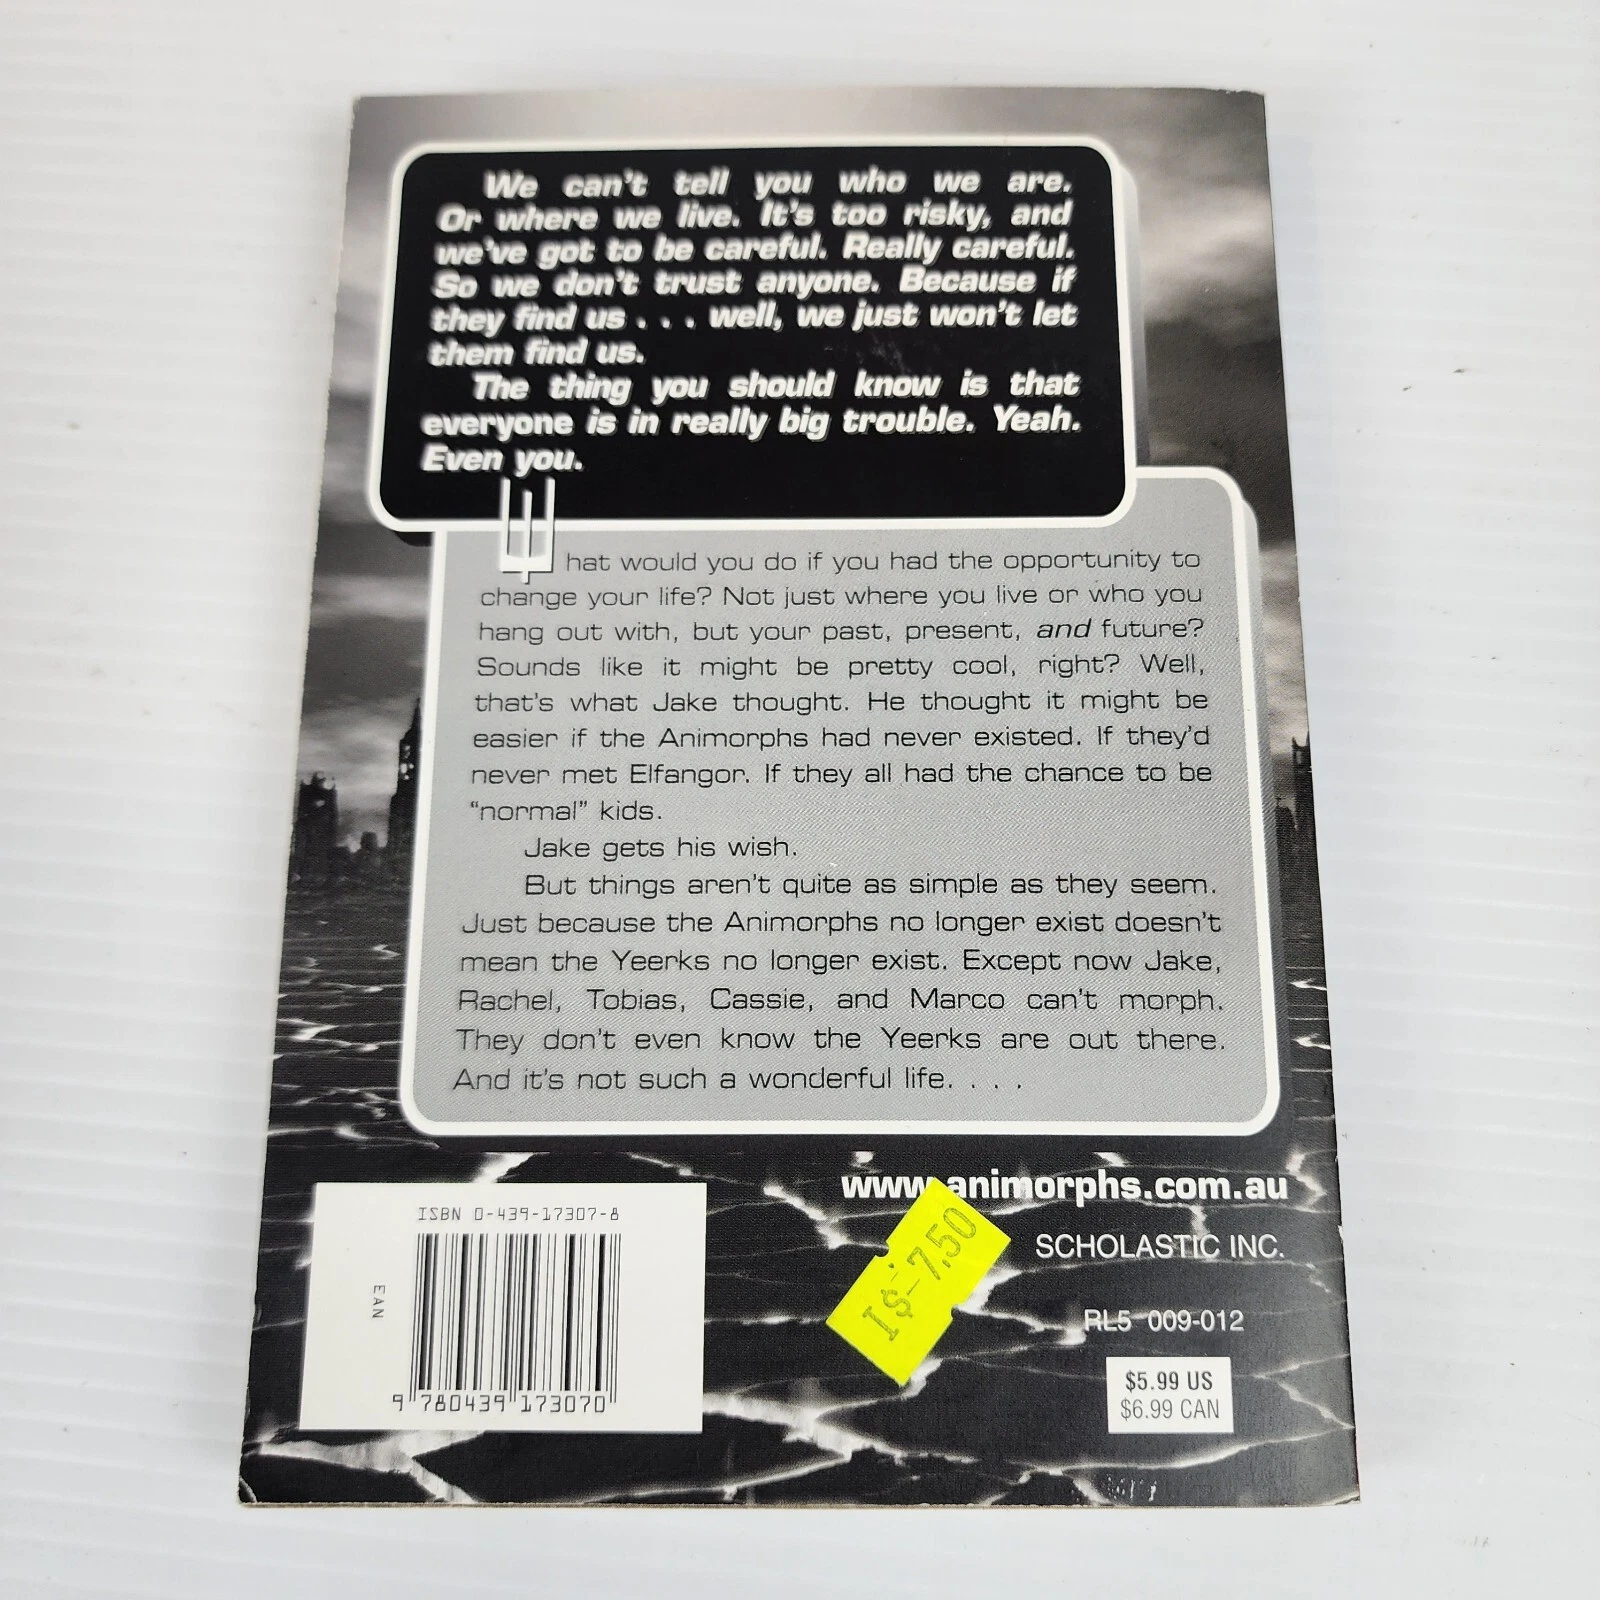 We can't tell you who we are.
Or where we live. It's too risky, and
we've got to be careful. Really careful.
So we don't trust anyone. Because if
they find us . . . well, we just won't let
them find us.
The thing you should know is that
everyone is in really big trouble. Yeah.
Even you.
What would you do if you had the opportunity to
change your life? Not just where you live or who you
hang out with, but your past, present, and future?
Sounds like it might be pretty cool, right? Well,
that's what Jake thought. He thought it might be
easier if the Animorphs had never existed. If they'd
never met Elfangor. If they all had the chance to be
"normal" kids.
Jake gets his wish.
But things aren't quite as simple as they seem.
Just because the Animorphs no longer exist doesn't
mean the Yeerks no longer exist. Except now Jake,
Rachel, Tobias, Cassie, and Marco can't morph.
They don't even know the Yeerks are out there.
And it's not such a wonderful life. . . .
www.animorphs.com.au
SCHOLASTIC INC.
I$-7.50
RL5 009-012
$5.99 US
$6.99 CAN
ISBN 0-439-17307-8
EAN
9 780439 173070